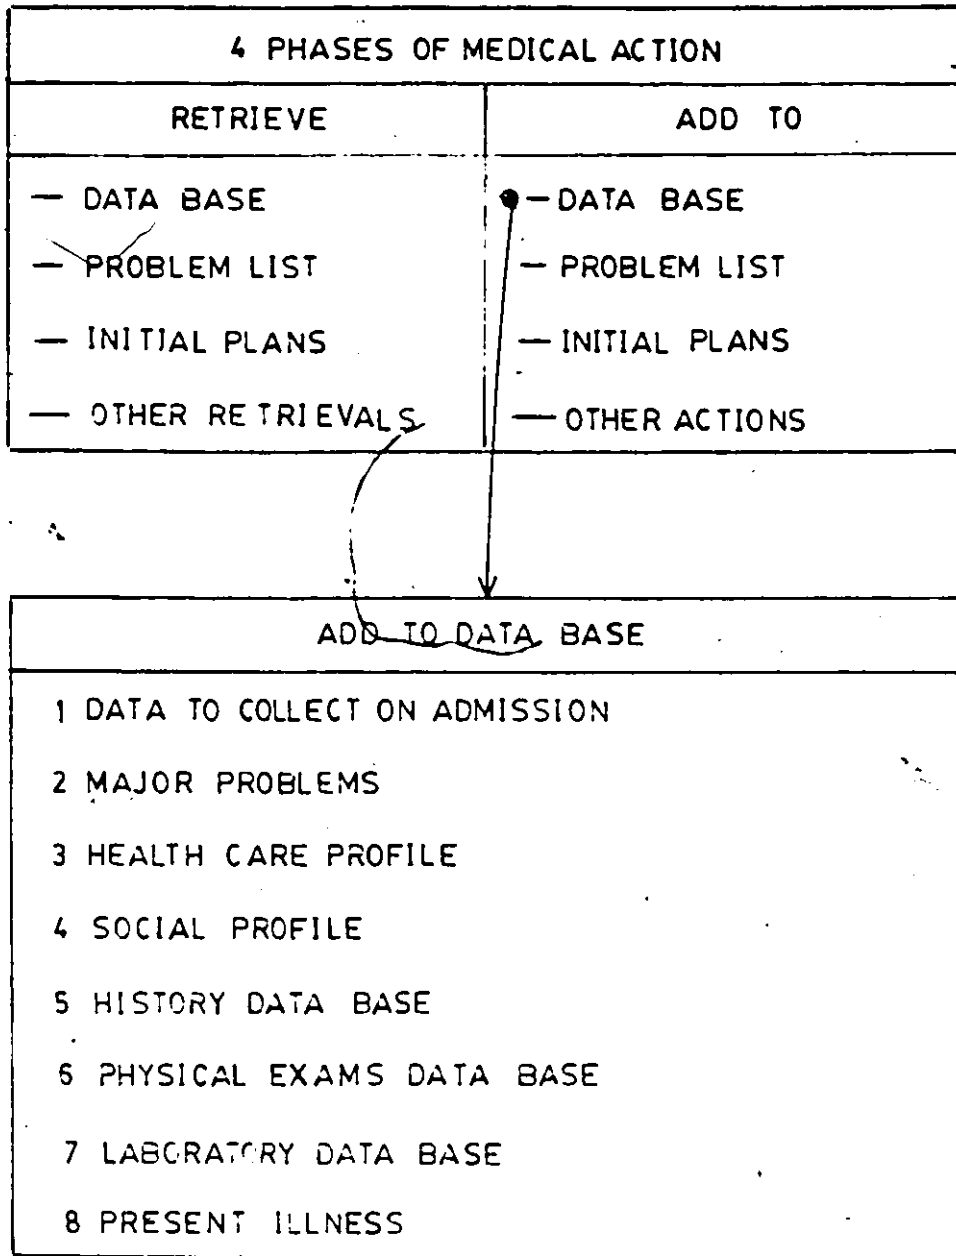 4 PHASES OF MEDICAL ACTION
RETRIEVE ADD TO
— DATA BASE — DATA BASE
— PROBLEM LIST — PROBLEM LIST
— INITIAL PLANS — INITIAL PLANS
— OTHER RETRIEVALS — OTHER ACTIONS
ADD TO DATA BASE
1 DATA TO COLLECT ON ADMISSION
2 MAJOR PROBLEMS
3 HEALTH CARE PROFILE
4 SOCIAL PROFILE
5 HISTORY DATA BASE
6 PHYSICAL EXAMS DATA BASE
7 LABORATORY DATA BASE
8 PRESENT ILLNESS